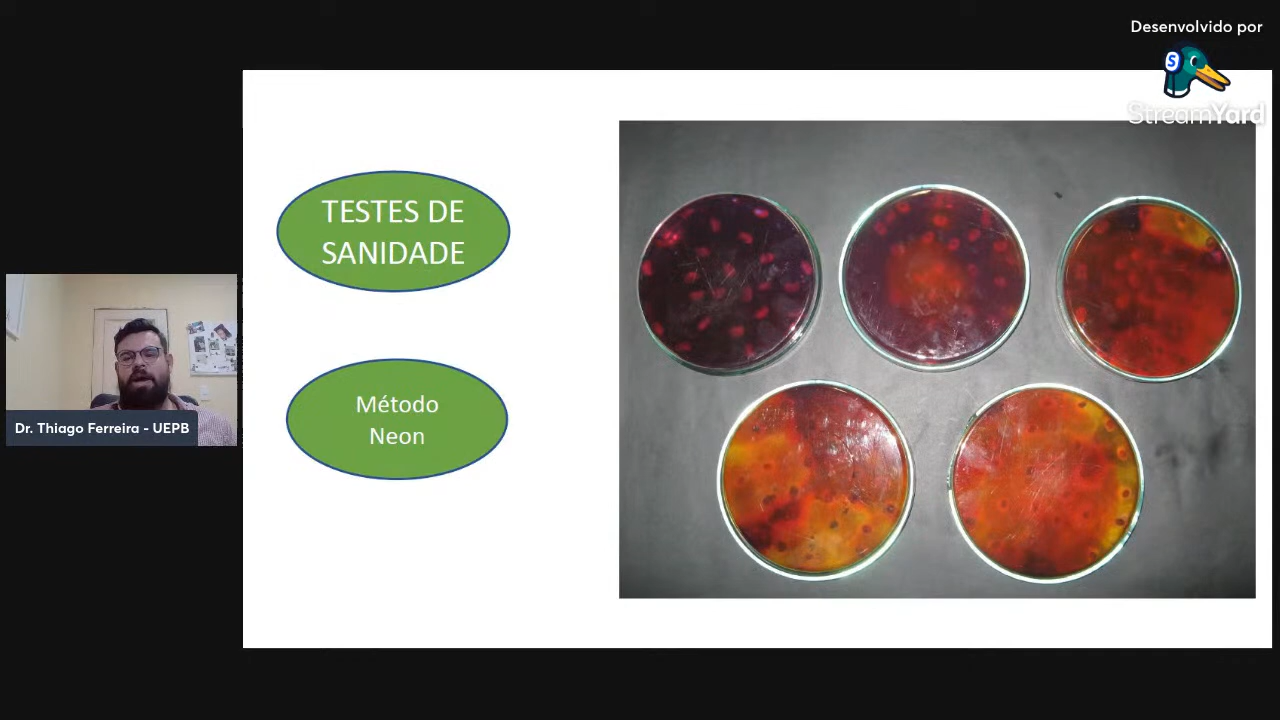 Desenvolvido por
StreamYard
TESTES DE
SANIDADE
Método
Neon
Dr. Thiago Ferreira - UEPB